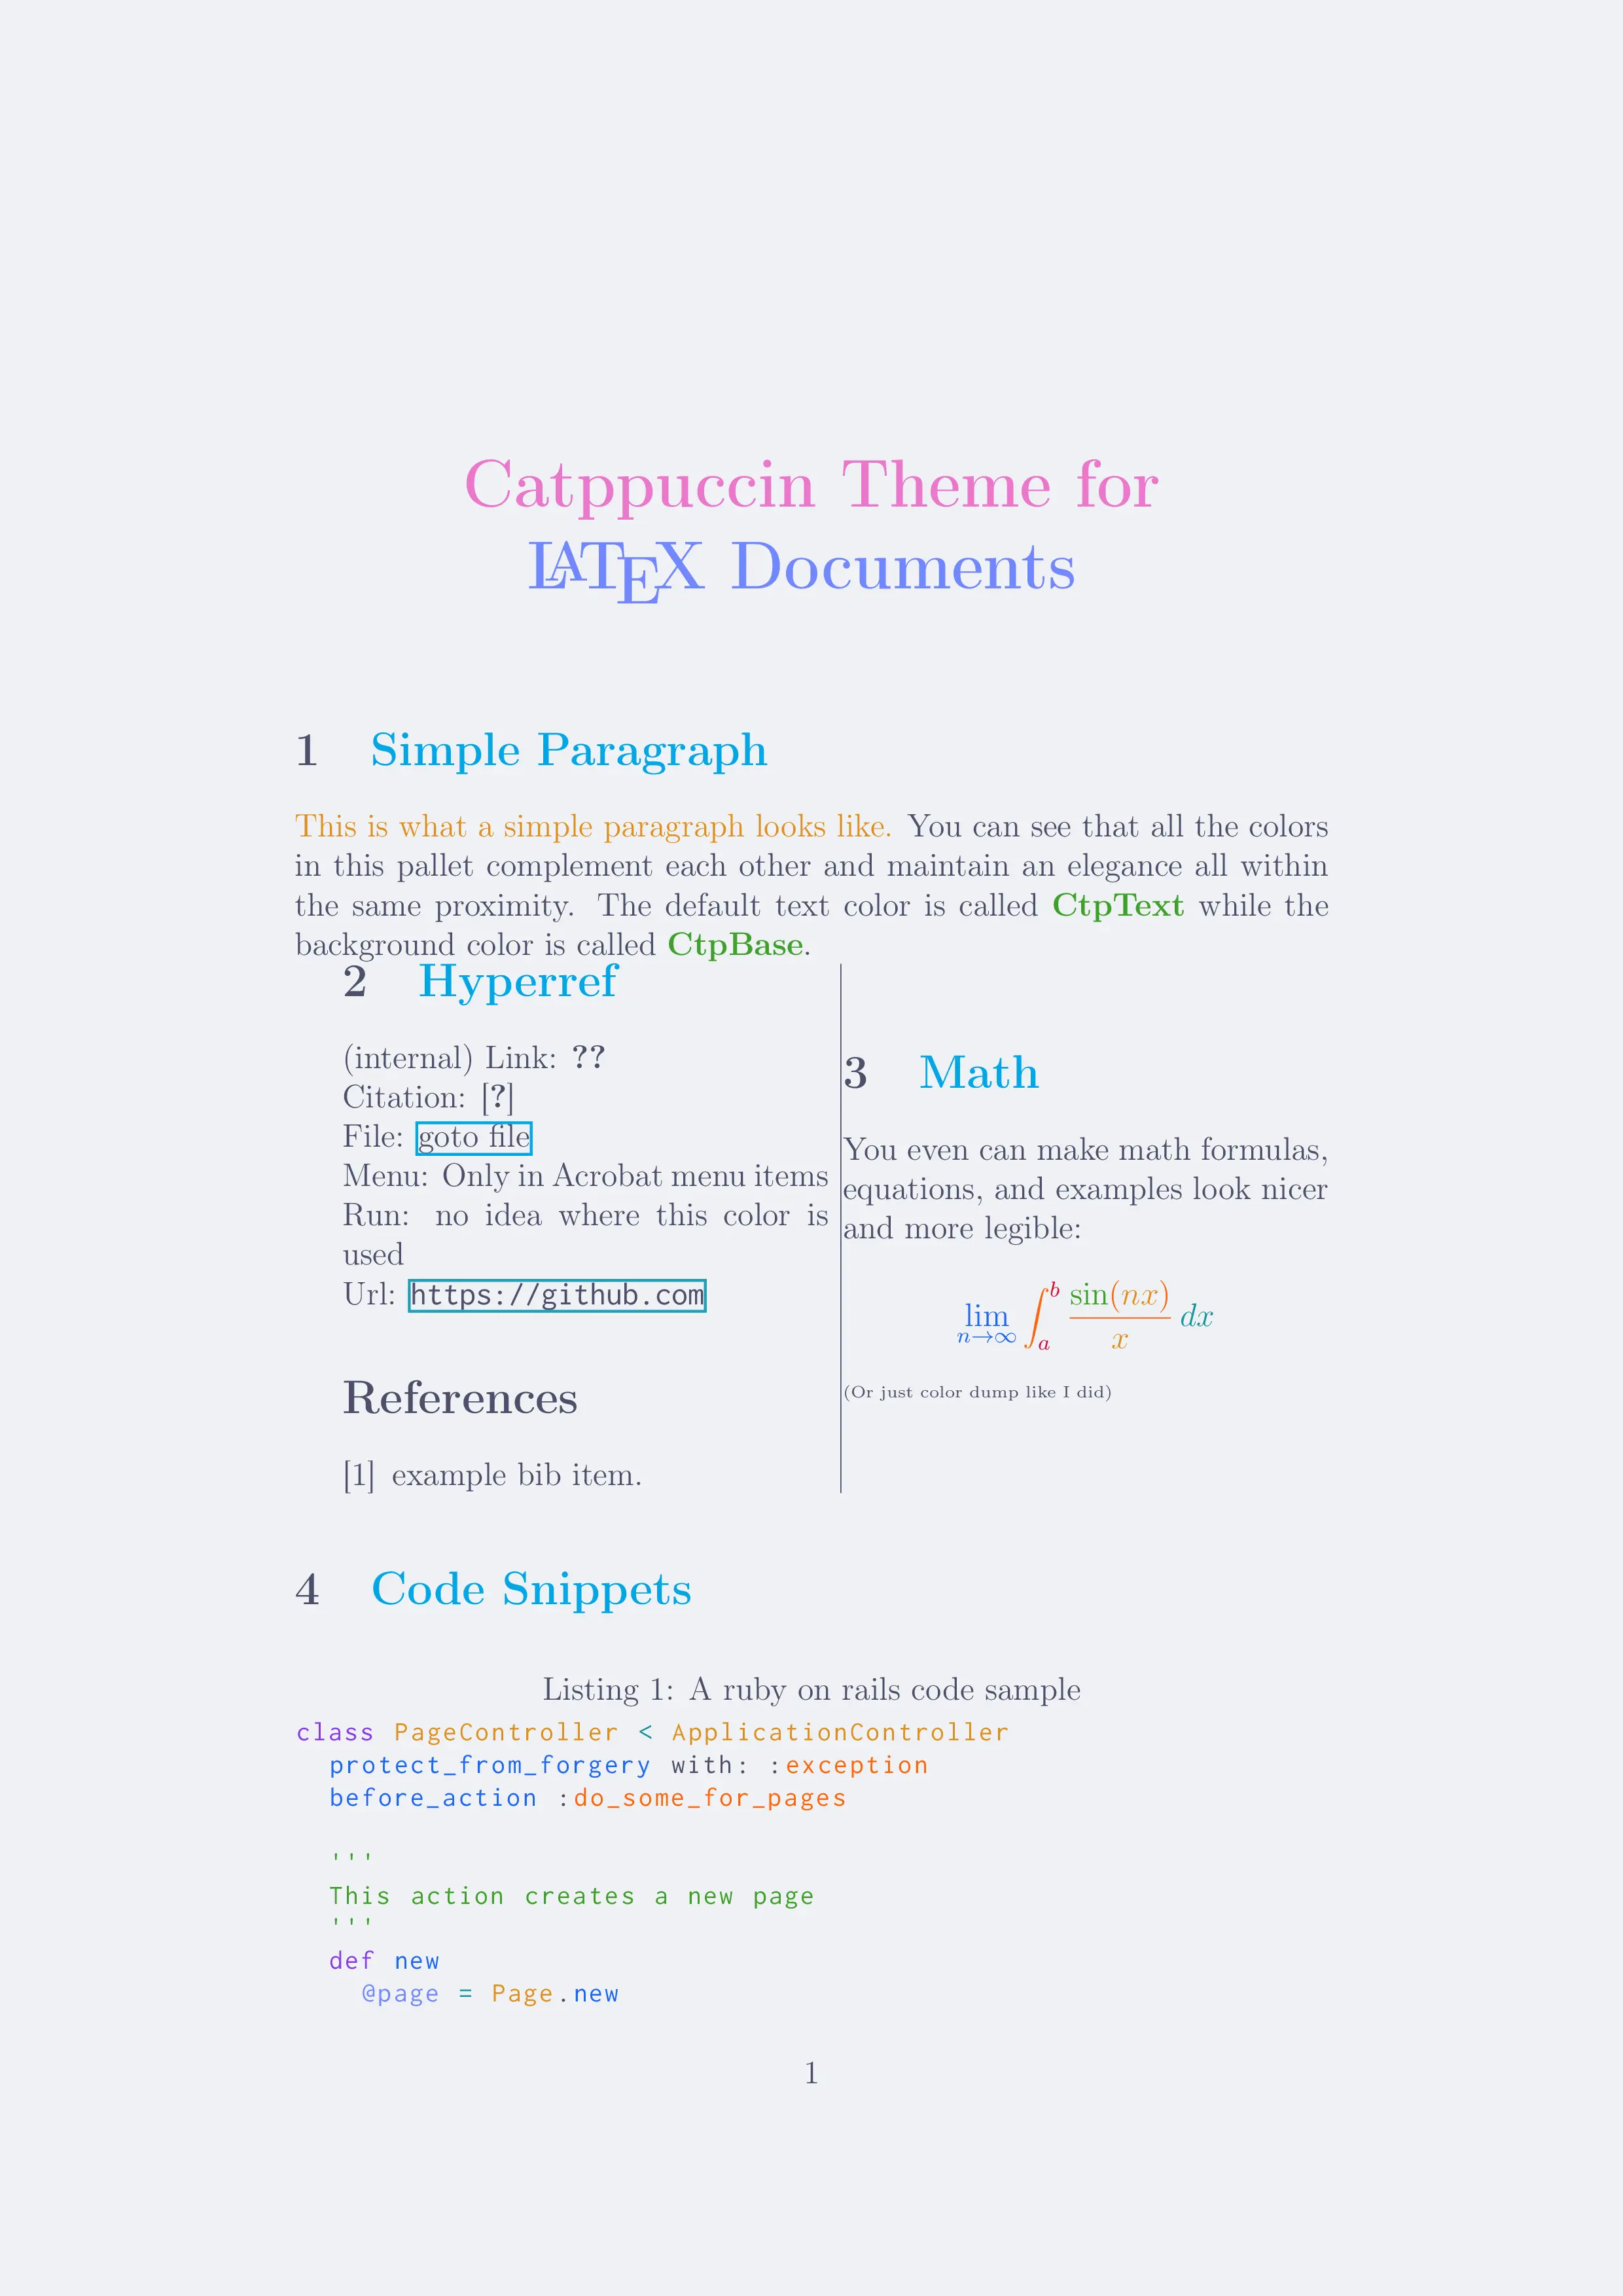 Catppuccin Theme for
LATEX Documents
1 Simple Paragraph
This is what a simple paragraph looks like. You can see that all the colors
in this pallet complement each other and maintain an elegance all within
the same proximity. The default text color is called CtpText while the
background color is called CtpBase.
2 Hyperref
(internal) Link: ??
Citation: [?]
File: goto file
Menu: Only in Acrobat menu items
Run: no idea where this color is
used
Url: https://github.com
References
[1] example bib item.
3 Math
You even can make math formulas,
equations, and examples look nicer
and more legible:
lim n→∞ ∫_a^b sin(nx)/x dx
(Or just color dump like I did)
4 Code Snippets
Listing 1: A ruby on rails code sample
class PageController < ApplicationController
  protect_from_forgery with: :exception
  before_action :do_some_for_pages
  '''
  This action creates a new page
  '''
  def new
    @page = Page.new
1